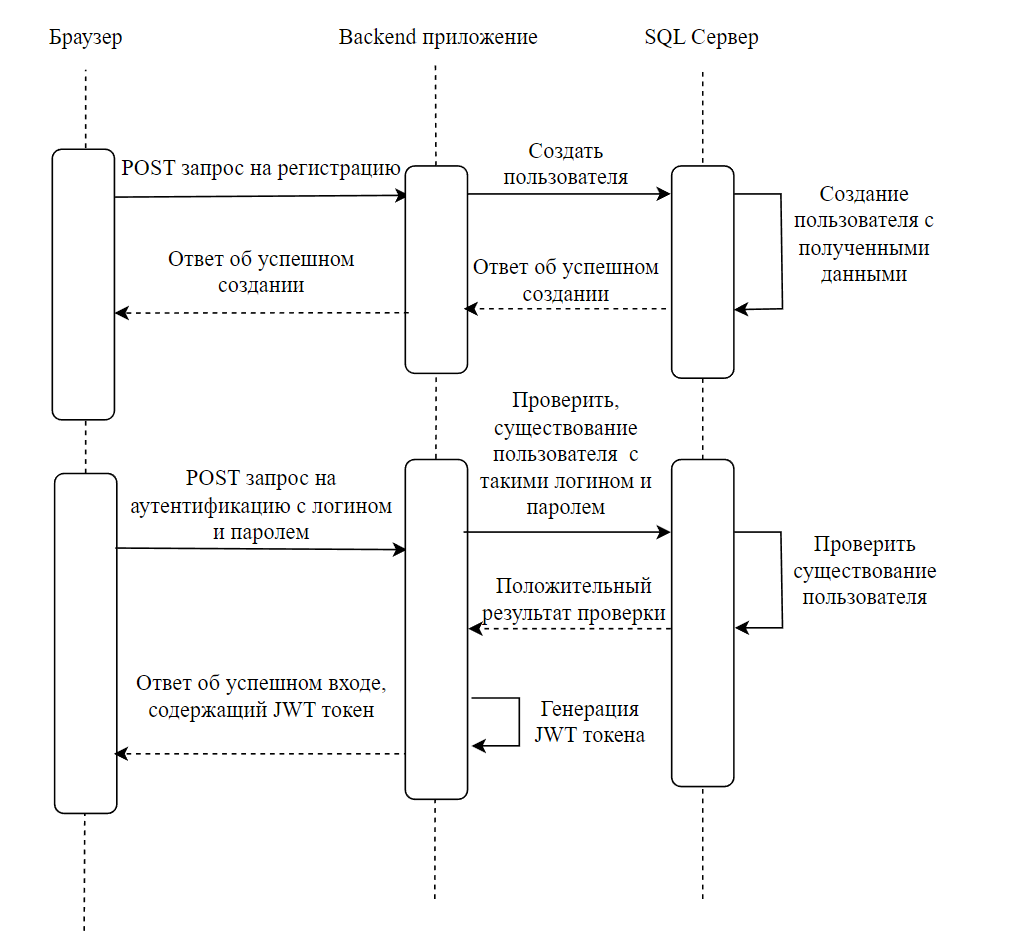 Браузер
Backend приложение
SQL Сервер
POST запрос на регистрацию
Создать
пользователя
Создание
пользователя с
полученными
данными
Ответ об успешном
создании
Ответ об успешном
создании
Проверить,
существование
пользователя с
такими логином и
паролем
POST запрос на
аутентификацию с логином
и паролем
Проверить
существование
пользователя
Положительный
результат проверки
Ответ об успешном входе,
содержащий JWT токен
Генерация
JWT токена